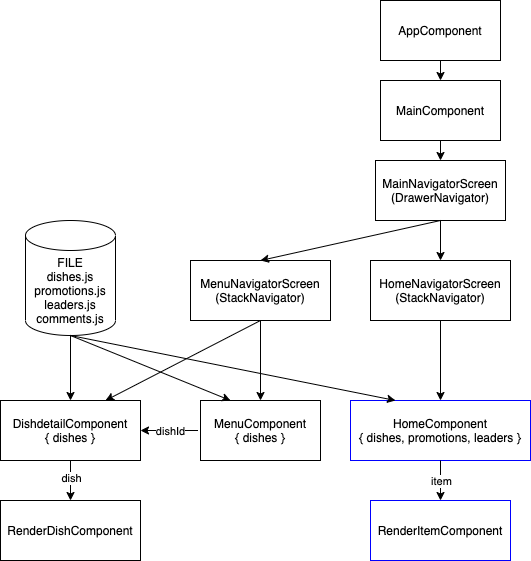 AppComponent
MainComponent
MainNavigatorScreen
(DrawerNavigator)
FILE
dishes.js
promotions.js
leaders.js
comments.js
MenuNavigatorScreen
(StackNavigator)
HomeNavigatorScreen
(StackNavigator)
DishdetailComponent
{ dishes }
dishId
MenuComponent
{ dishes }
HomeComponent
{ dishes, promotions, leaders }
dish
item
RenderDishComponent
RenderItemComponent